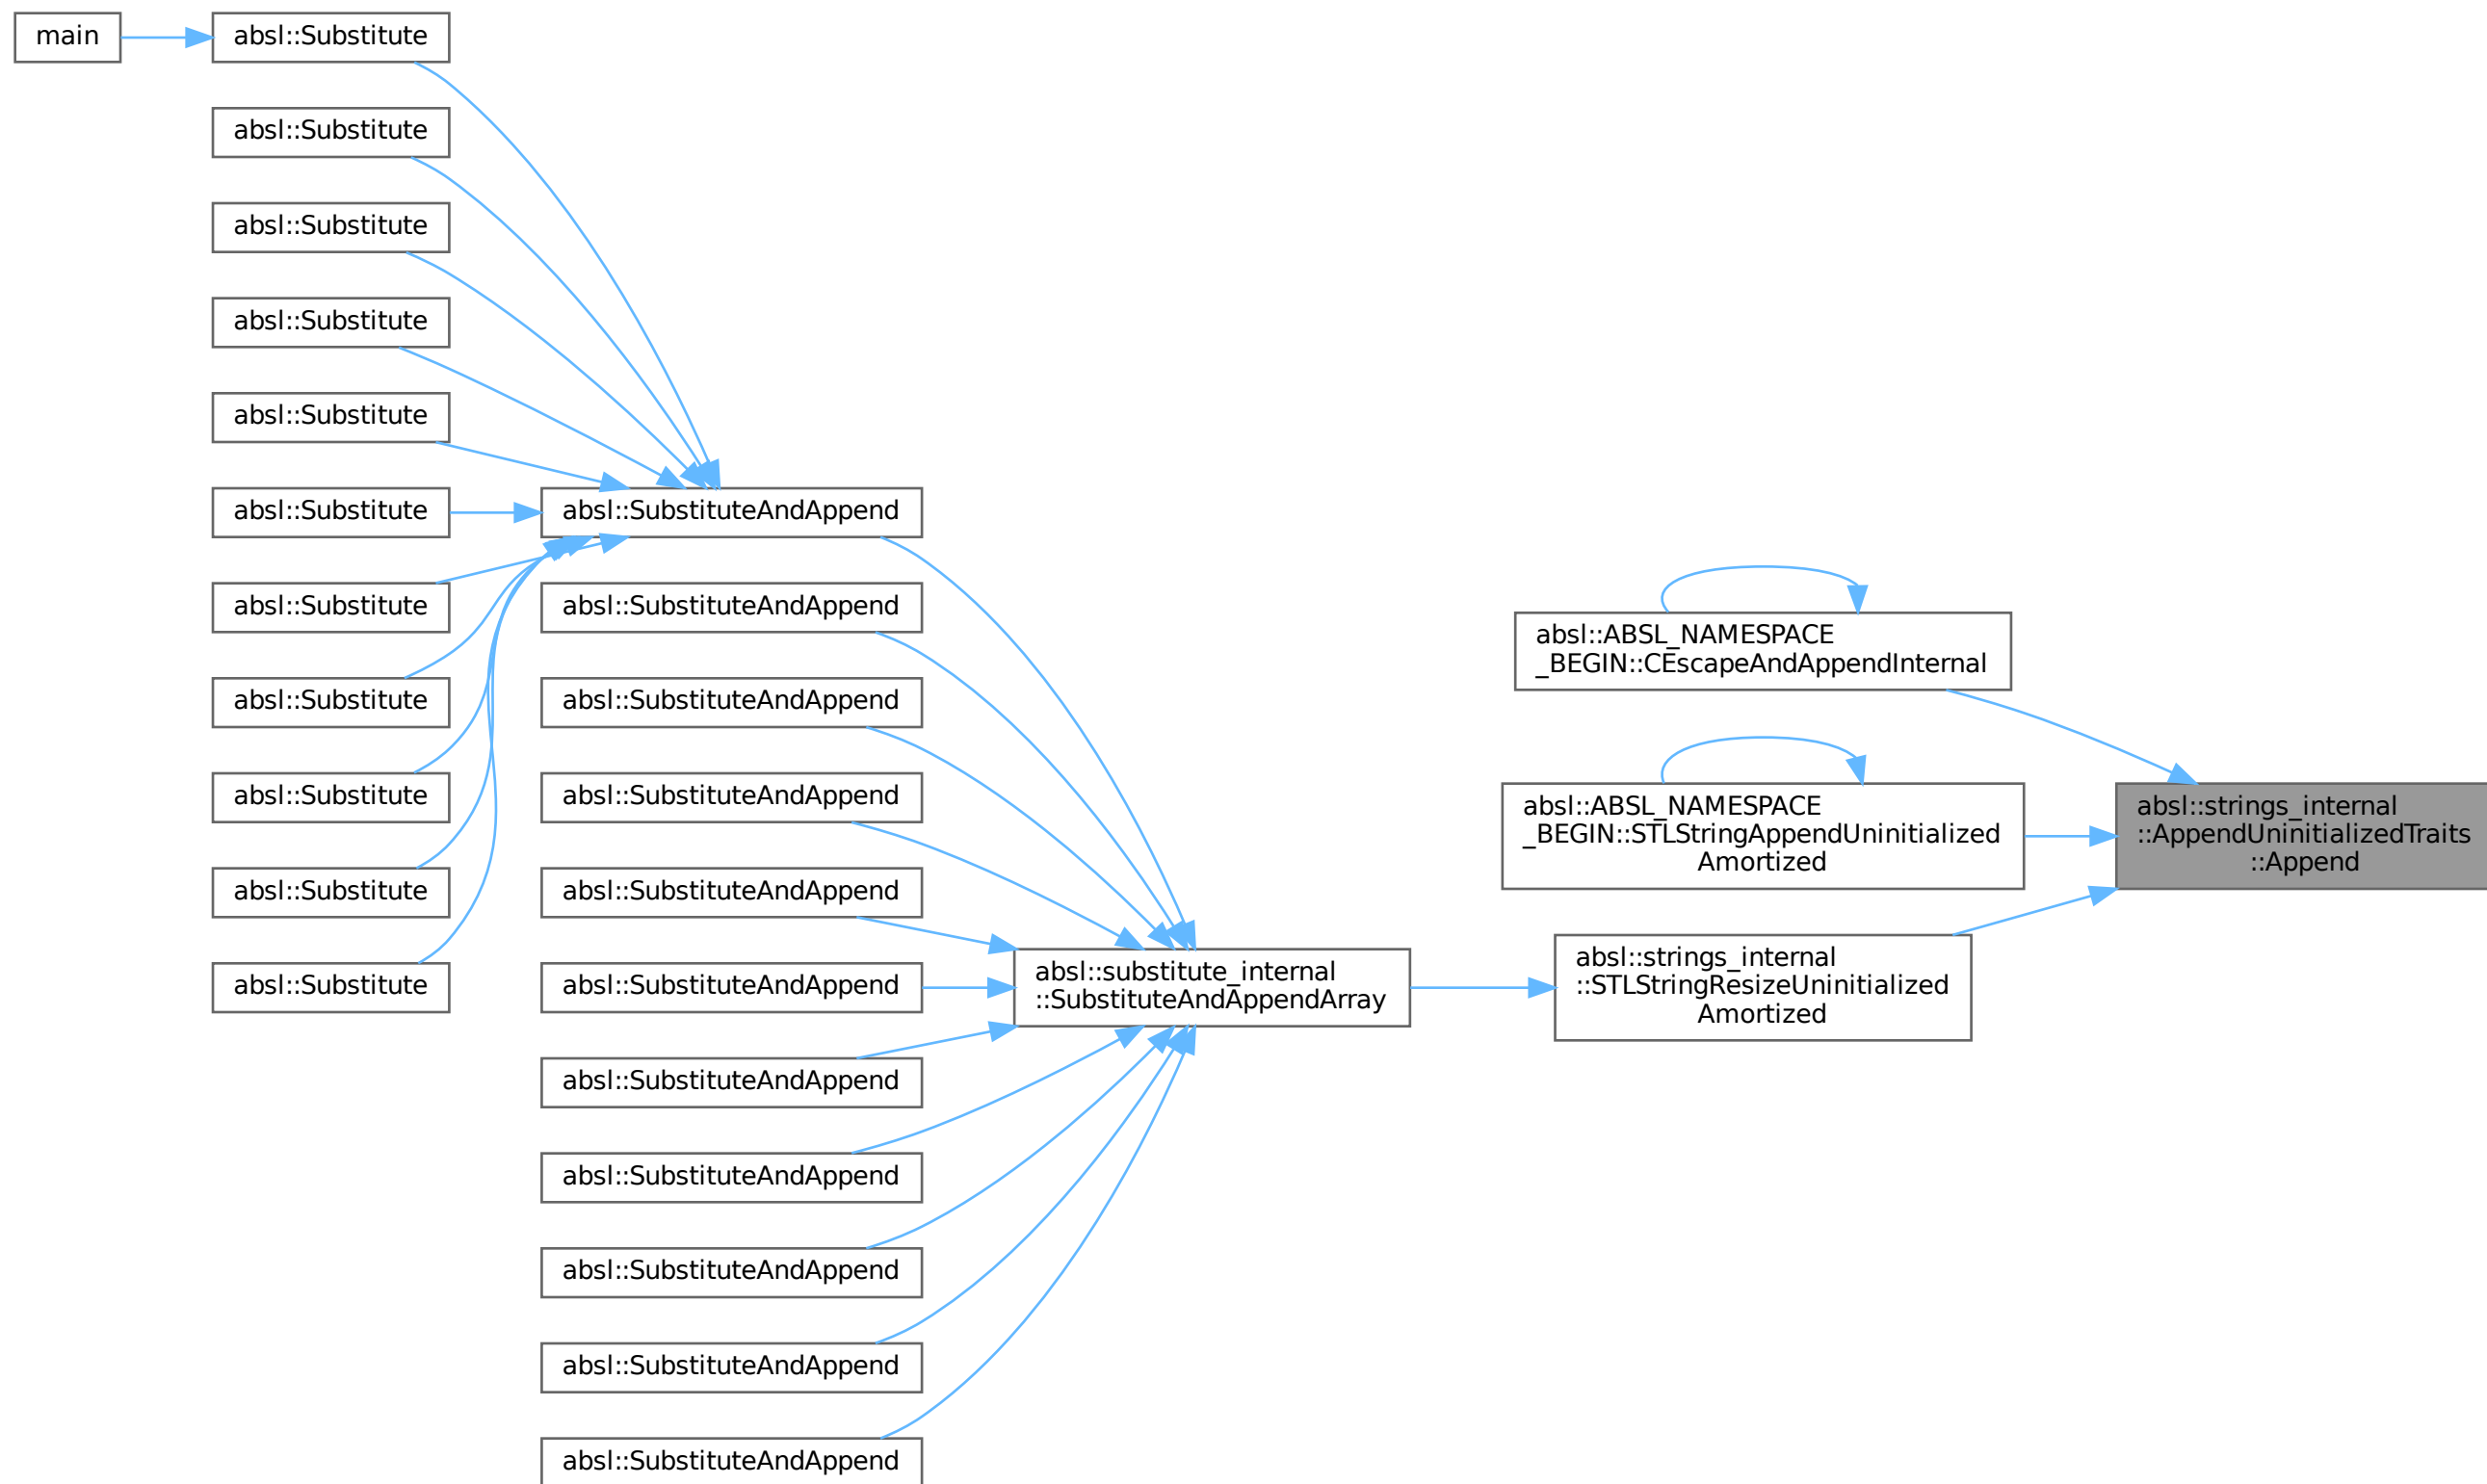 main
absl::Substitute
absl::Substitute
absl::Substitute
absl::Substitute
absl::Substitute
absl::Substitute
absl::Substitute
absl::Substitute
absl::Substitute
absl::Substitute
absl::Substitute
absl::SubstituteAndAppend
absl::SubstituteAndAppend
absl::SubstituteAndAppend
absl::SubstituteAndAppend
absl::SubstituteAndAppend
absl::SubstituteAndAppend
absl::SubstituteAndAppend
absl::SubstituteAndAppend
absl::SubstituteAndAppend
absl::SubstituteAndAppend
absl::SubstituteAndAppend
absl::substitute_internal
::SubstituteAndAppendArray
absl::ABSL_NAMESPACE
_BEGIN::CEscapeAndAppendInternal
absl::ABSL_NAMESPACE
_BEGIN::STLStringAppendUninitialized
Amortized
absl::strings_internal
::STLStringResizeUninitialized
Amortized
absl::strings_internal
::AppendUninitializedTraits
::Append